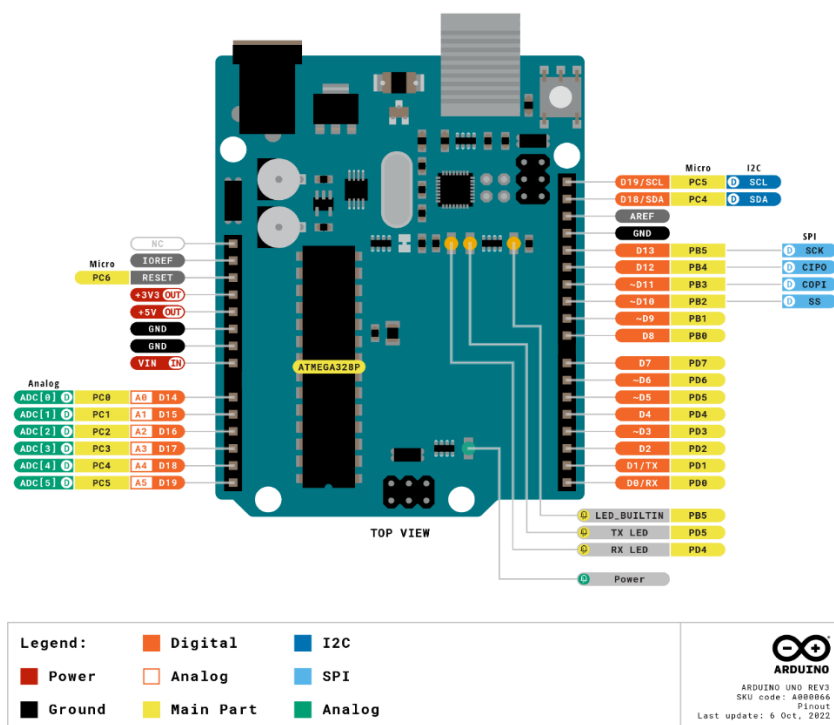 Micro I2C
D19/SCL PC5 D SCL
D18/SDA PC4 D SDA
AREF
GND
SPI
D13 PB5 D SCK
D12 PB4 D CIPO
~D11 PB3 D COPI
~D10 PB2 D SS
~D9 PB1
D8 PB0
D7 PD7
~D6 PD6
~D5 PD5
D4 PD4
~D3 PD3
D2 PD2
D1/TX PD1
D0/RX PD0
NC
IOREF
Micro
PC6 RESET
+3V3 OUT
+5V OUT
GND
GND
VIN IN
Analog
ADC[0] D PC0 A0 D14
ADC[1] D PC1 A1 D15
ADC[2] D PC2 A2 D16
ADC[3] D PC3 A3 D17
ADC[4] D PC4 A4 D18
ADC[5] D PC5 A5 D19
ATMEGA328P
TOP VIEW
LED_BUILTIN PB5
TX LED PD5
RX LED PD4
Power
Legend:
Power
Ground
Digital
Analog
Main Part
I2C
SPI
Analog
ARDUINO
ARDUINO UNO REV3
SKU code: A000066
Pinout
Last update: 6 Oct, 2022